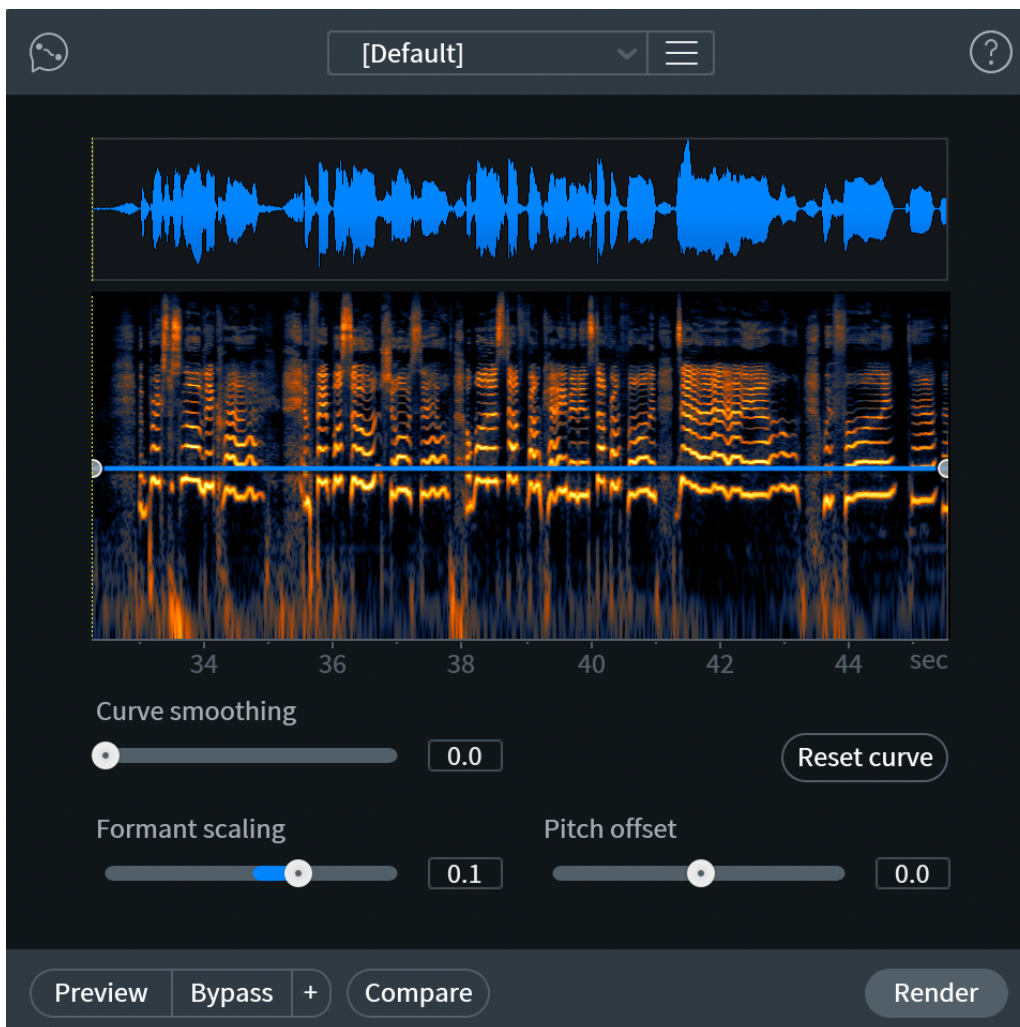 [Default]
?
34 36 38 40 42 44 sec
Curve smoothing
0.0 Reset curve
Formant scaling Pitch offset
0.1 0.0
Preview Bypass + Compare Render